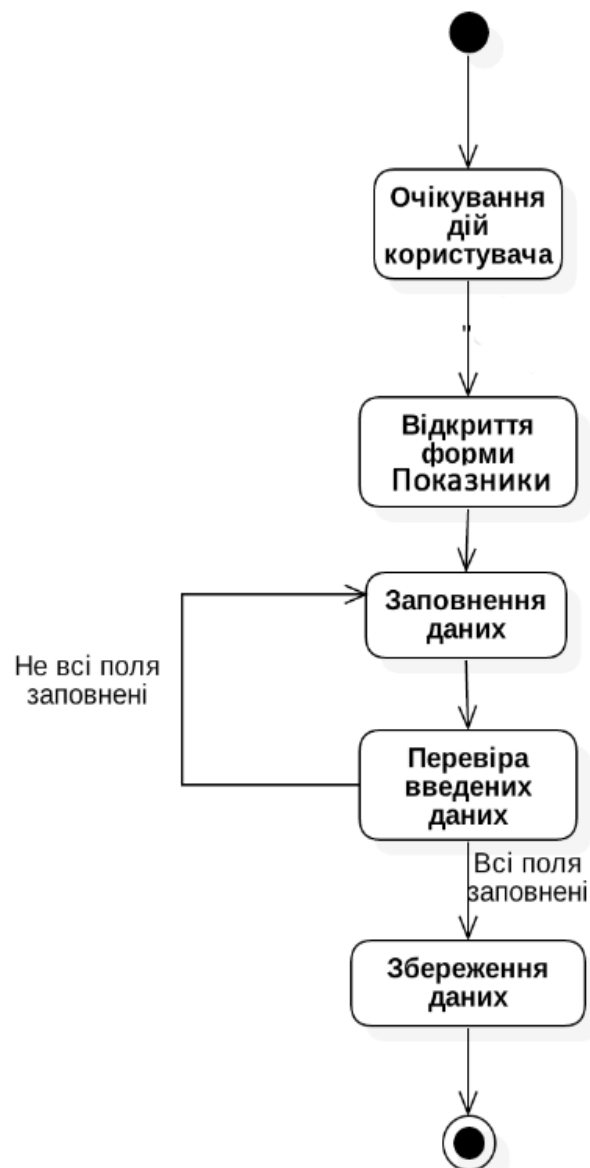 Очікування
дій
користувача
"
Відкриття
форми
Показники
Заповнення
даних
Не всі поля
заповнені
Перевіра
введених
даних
Всі поля
заповнені
Збереження
даних